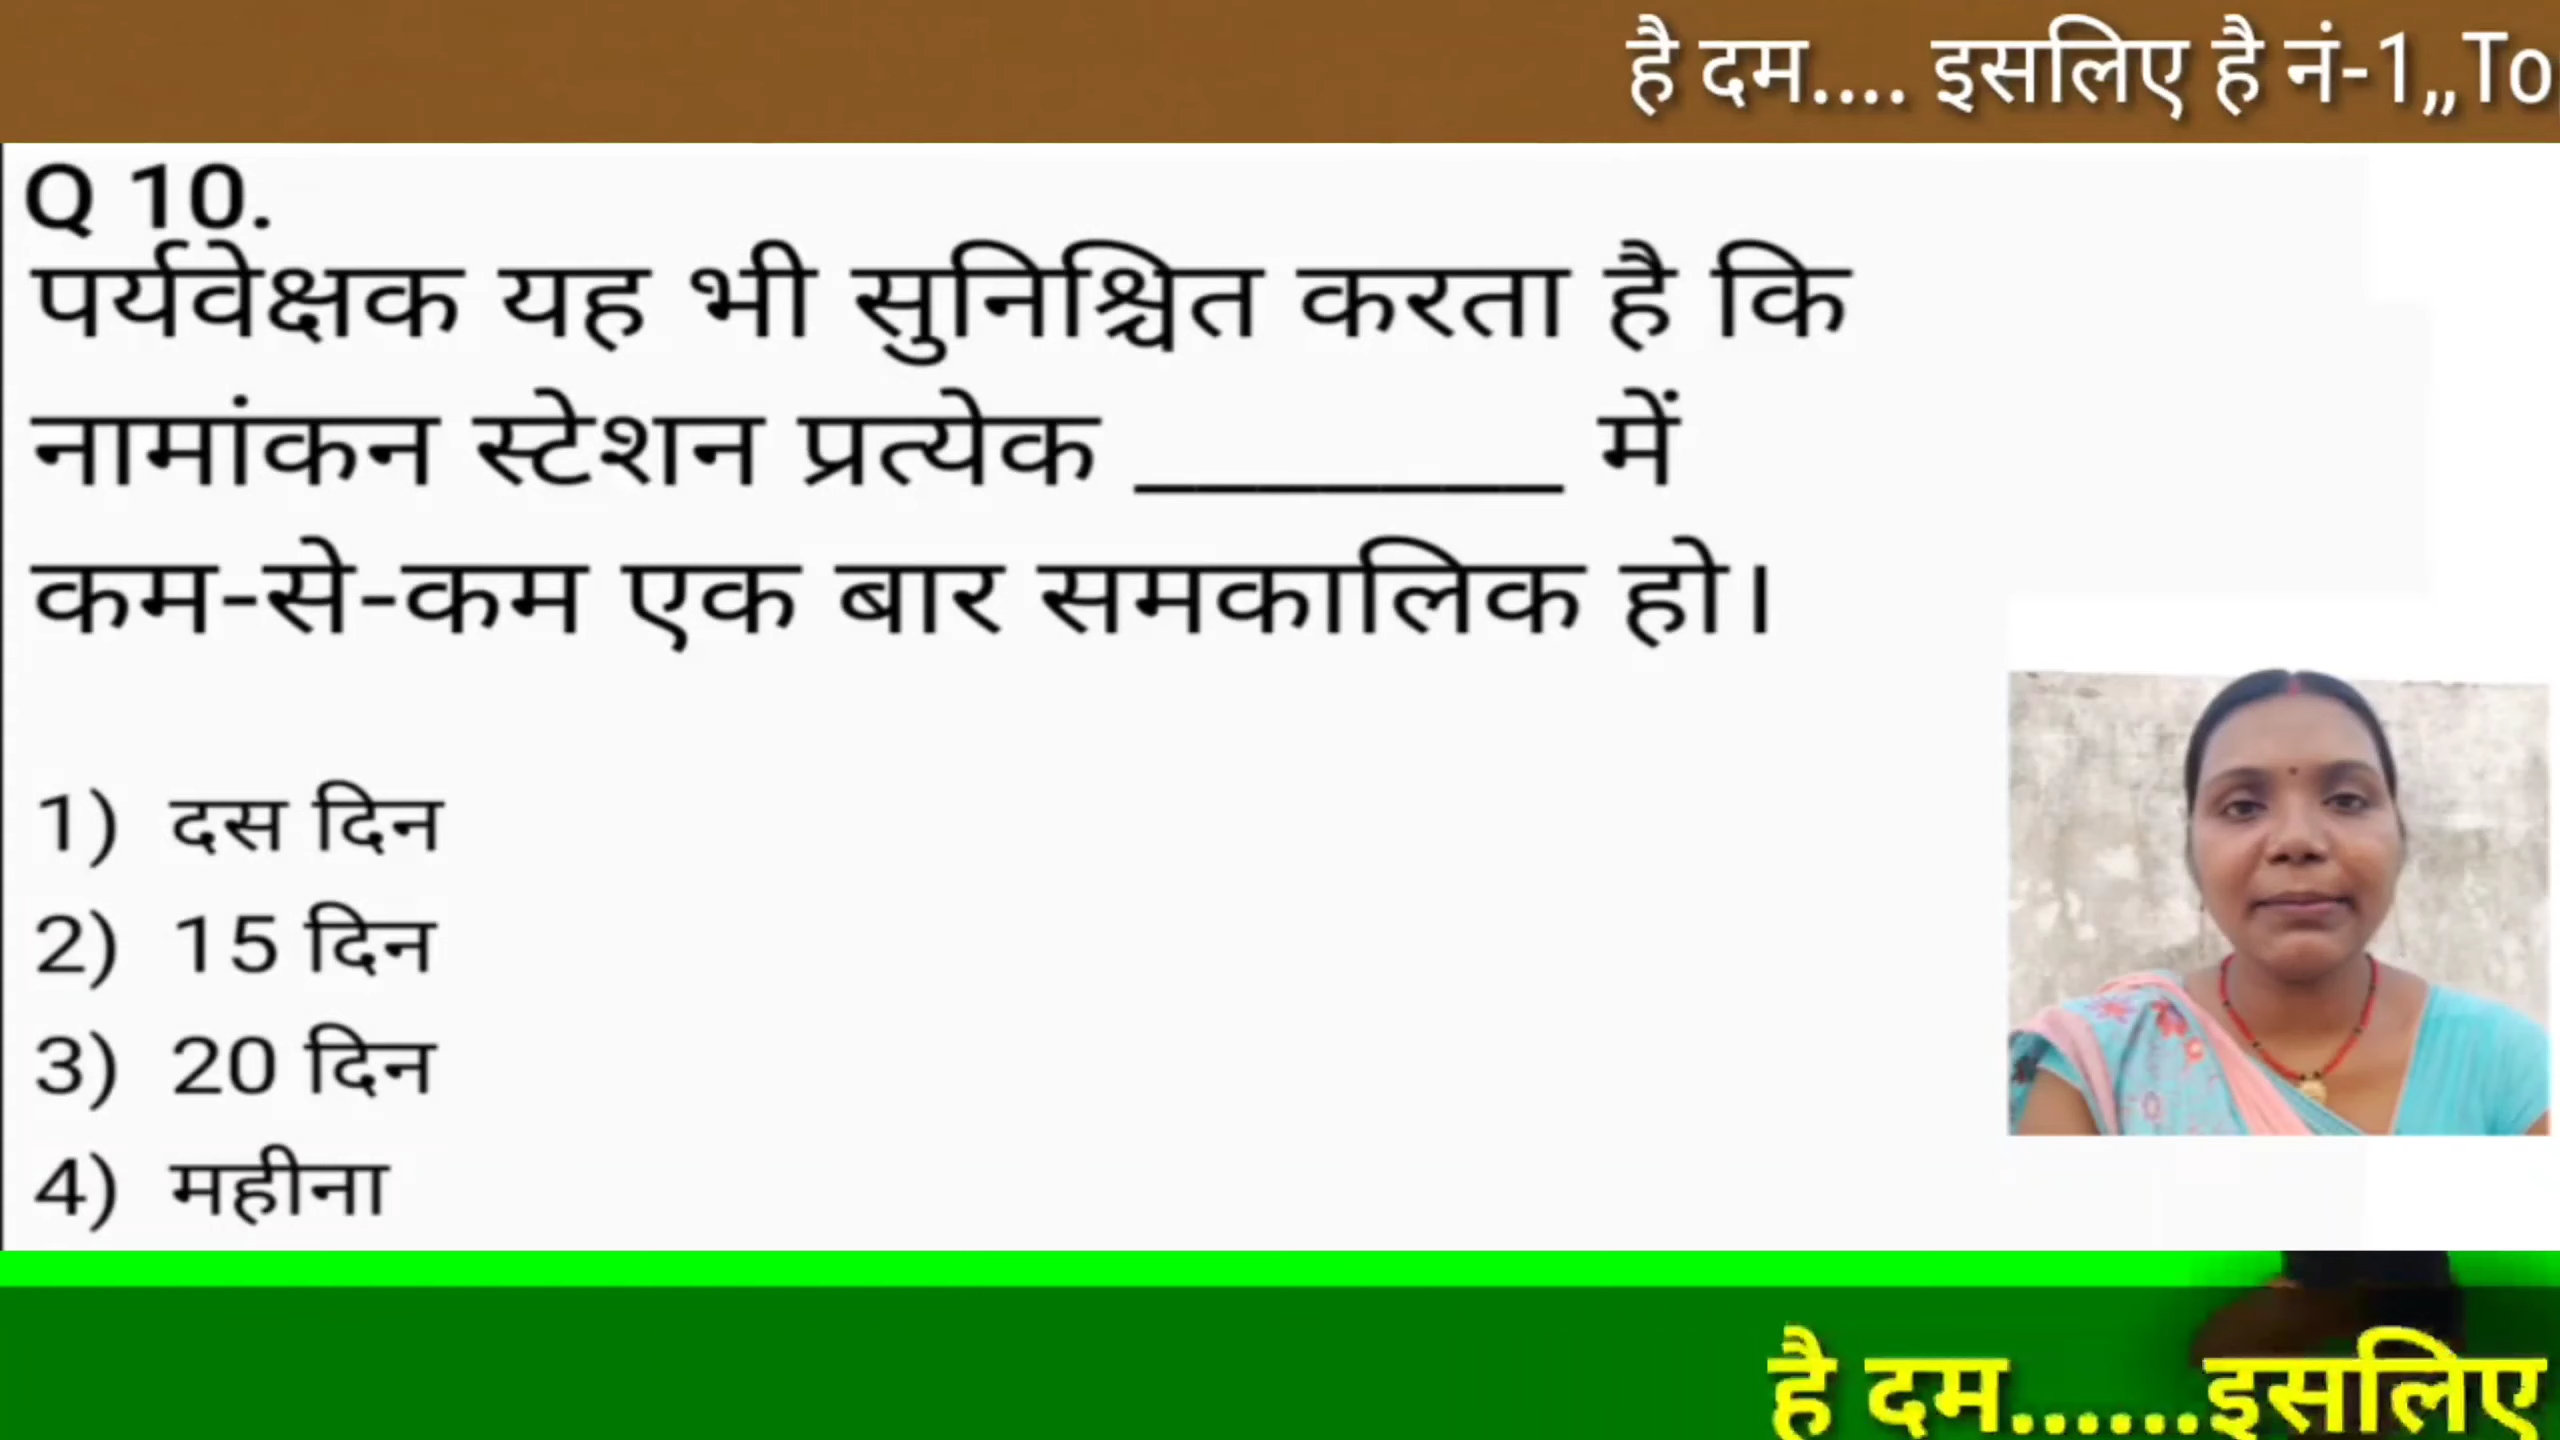 है दम.... इसलिए है नं-1,,To
Q 10.
पर्यवेक्षक यह भी सुनिश्चित करता है कि
नामांकन स्टेशन प्रत्येक ________ में
कम-से-कम एक बार समकालिक हो।
1) दस दिन
2) 15 दिन
3) 20 दिन
4) महीना
है दम......इसलिए